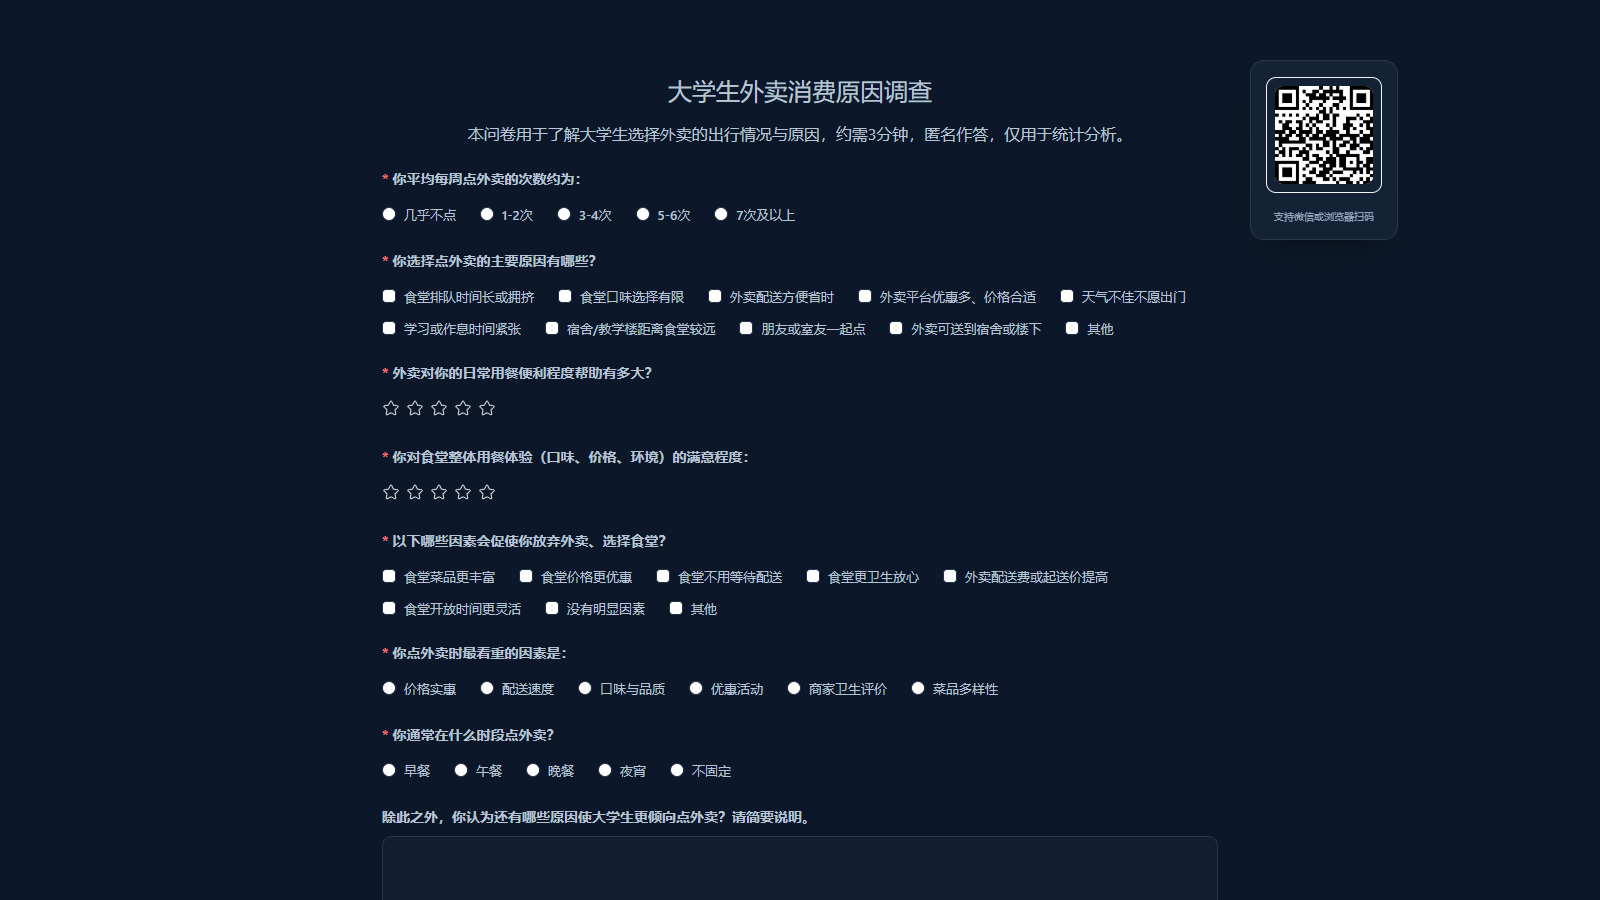 大学生外卖消费原因调查
本问卷用于了解大学生选择外卖的出行情况与原因，约需3分钟，匿名作答，仅用于统计分析。
支持微信或浏览器扫码
* 你平均每周点外卖的次数约为：
几乎不点 1-2次 3-4次 5-6次 7次及以上
* 你选择点外卖的主要原因有哪些？
食堂排队时间长或拥挤 食堂口味选择有限 外卖配送方便省时 外卖平台优惠多、价格合适 天气不佳不愿出门
学习或作息时间紧张 宿舍/教学楼距离食堂较远 朋友或室友一起点 外卖可送到宿舍或楼下 其他
* 外卖对你的日常用餐便利程度帮助有多大？
* 你对食堂整体用餐体验（口味、价格、环境）的满意程度：
* 以下哪些因素会促使你放弃外卖、选择食堂？
食堂菜品更丰富 食堂价格更优惠 食堂不用等待配送 食堂更卫生放心 外卖配送费或起送价提高
食堂开放时间更灵活 没有明显因素 其他
* 你点外卖时最看重的因素是：
价格实惠 配送速度 口味与品质 优惠活动 商家卫生评价 菜品多样性
* 你通常在什么时段点外卖？
早餐 午餐 晚餐 夜宵 不固定
除此之外，你认为还有哪些原因使大学生更倾向点外卖？请简要说明。